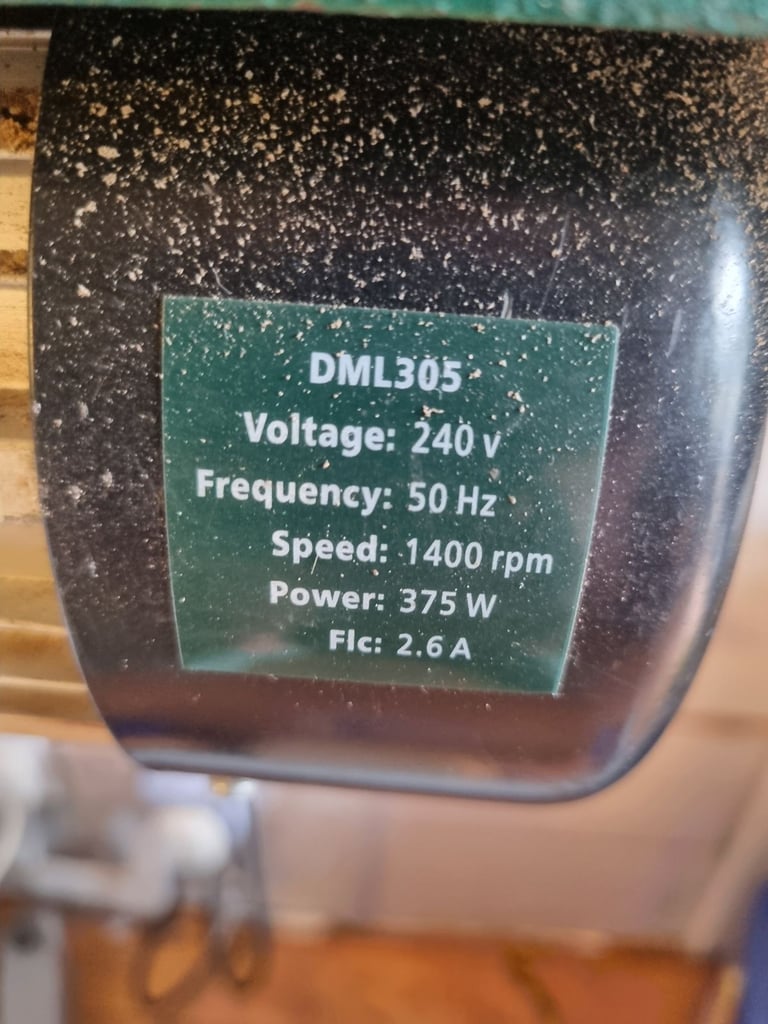 DML305
Voltage: 240 v
Frequency: 50 Hz
Speed: 1400 rpm
Power: 375 W
Flc: 2.6 A